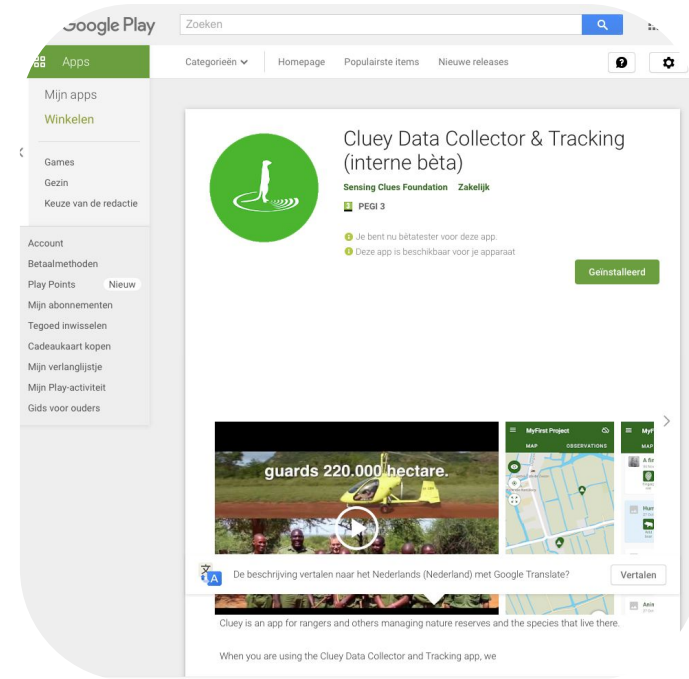 Google Play
Zoeken
Apps
Categorieën
Homepage
Populairste items
Nieuwe releases
Mijn apps
Winkelen
Games
Gezin
Keuze van de redactie
Account
Betaalmethoden
Play Points Nieuw
Mijn abonnementen
Tegoed inwisselen
Cadeaukaart kopen
Mijn verlanglijstje
Mijn Play-activiteit
Gids voor ouders
Cluey Data Collector & Tracking
(interne bèta)
Sensing Clues Foundation Zakelijk
3 PEGI 3
Je bent nu bètatester voor deze app.
Deze app is beschikbaar voor je apparaat
Geïnstalleerd
guards 220.000 hectare.
MyFirst Project
MAP OBSERVATIONS
MyF
MAP
De beschrijving vertalen naar het Nederlands (Nederland) met Google Translate?
Vertalen
Cluey is an app for rangers and others managing nature reserves and the species that live there.
When you are using the Cluey Data Collector and Tracking app, we